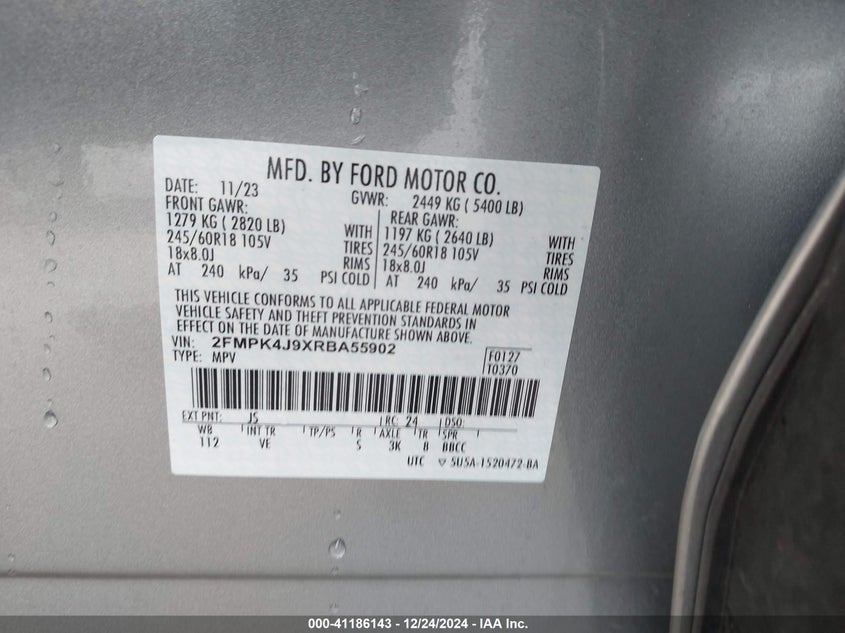 MFD. BY FORD MOTOR CO.
DATE: 11/23 GVWR: 2449 KG ( 5400 LB)
FRONT GAWR: REAR GAWR:
1279 KG ( 2820 LB) WITH 1197 KG ( 2640 LB) WITH
245/60R18 105V TIRES 245/60R18 105V TIRES
18x8.0J RIMS 18x8.0J RIMS
AT 240 kPa/ 35 PSI COLD AT 240 kPa/ 35 PSI COLD
THIS VEHICLE CONFORMS TO ALL APPLICABLE FEDERAL MOTOR
VEHICLE SAFETY AND THEFT PREVENTION STANDARDS IN
EFFECT ON THE DATE OF MANUFACTURE SHOWN ABOVE.
VIN: 2FMPK4J9XRBA55902 F0127
TYPE: MPV T0370
EXT PNT: JS RC: 24 DSO:
WB INT TR TP/PS R AXLE TR SPR
112 VE S 3K 8 BBCC
UTC ▽ 5U5A-1520472-BA
000-41186143 - 12/24/2024 - IAA Inc.